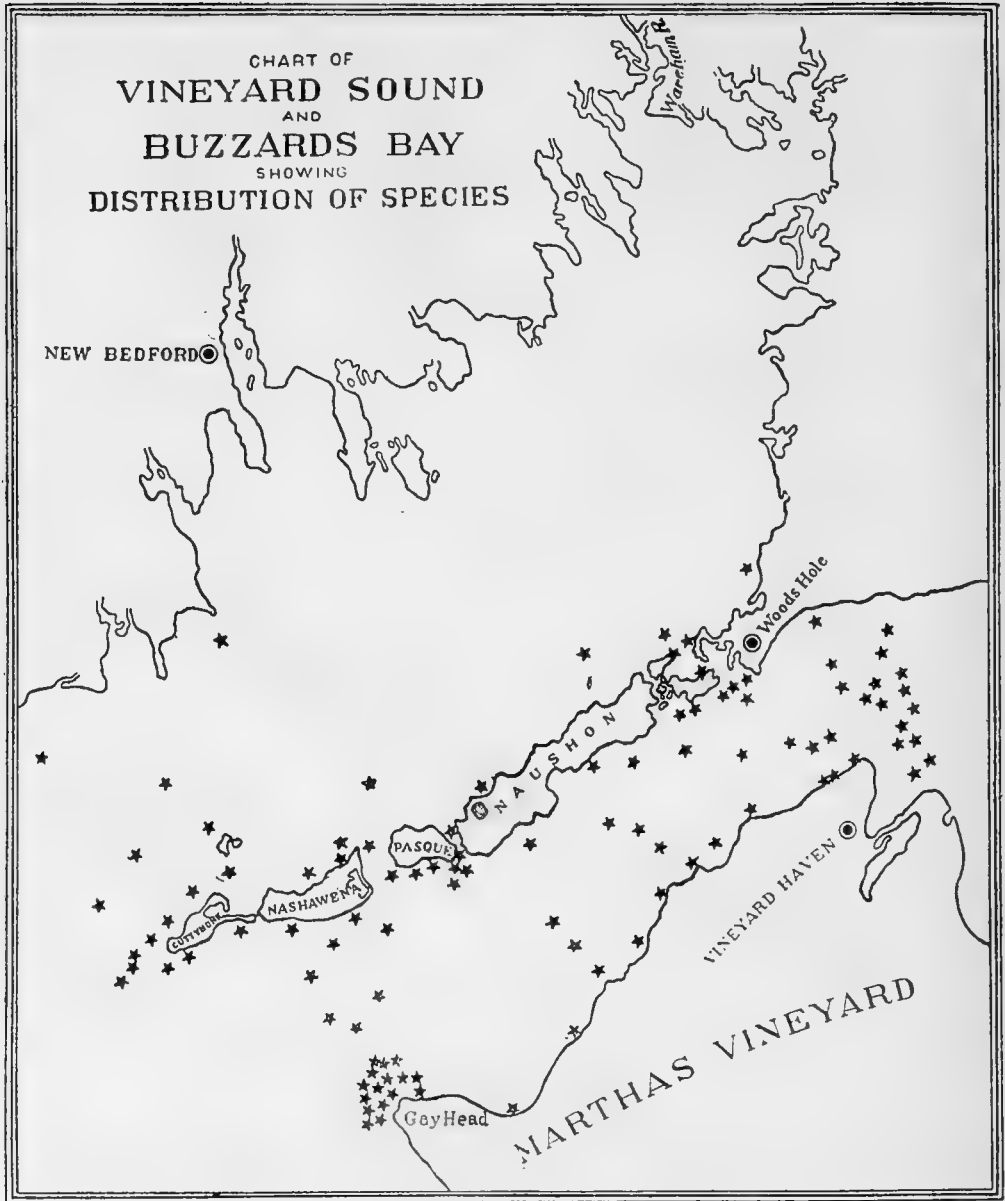 CHART OF
VINEYARD SOUND
AND
BUZZARDS BAY
SHOWING
DISTRIBUTION OF SPECIES
Wareham R.
NEW BEDFORD
Woods Hole
NAUSHON
PASQUE
NASHAWENA
CUTTYHUNK
VINEYARD HAVEN
MARTHAS VINEYARD
Gay Head